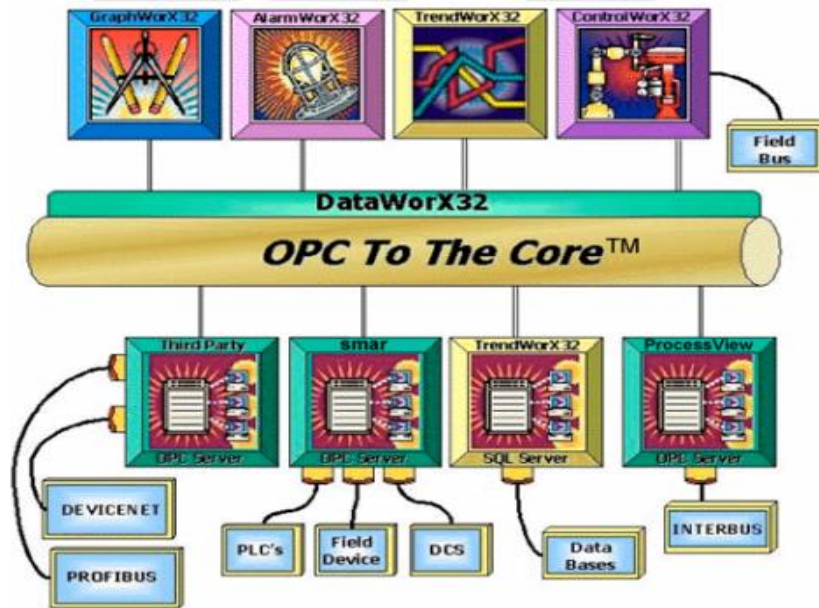 GraphWorX32
AlarmWorX32
TrendWorX32
ControlWorX32
Field
Bus
DataWorX32
OPC To The Core™
Third Party
OPC Server
smar
OPC Server
TrendWorX32
SQL Server
ProcessView
OPC Server
DEVICENET
PROFIBUS
PLC's
Field
Device
DCS
Data
Bases
INTERBUS